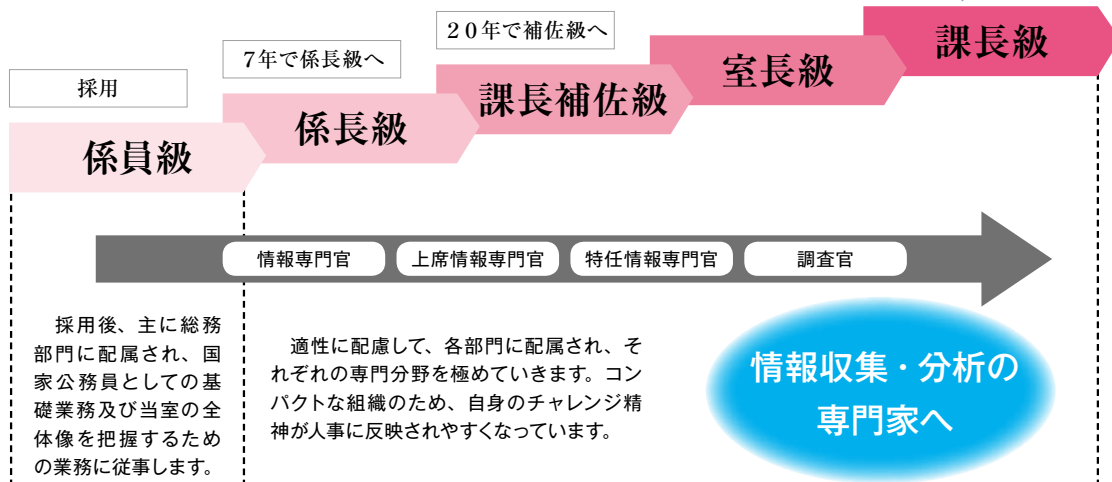 採用
係員級
7年で係長級へ
係長級
20年で補佐級へ
課長補佐級
室長級
課長級
情報専門官
上席情報専門官
特任情報専門官
調査官
採用後、主に総務
部門に配属され、国
家公務員としての基
礎業務及び当室の全
体像を把握するため
の業務に従事します。
適性に配慮して、各部門に配属され、そ
れぞれの専門分野を極めていきます。コン
パクトな組織のため、自身のチャレンジ精
神が人事に反映されやすくなっています。
情報収集・分析の
専門家へ